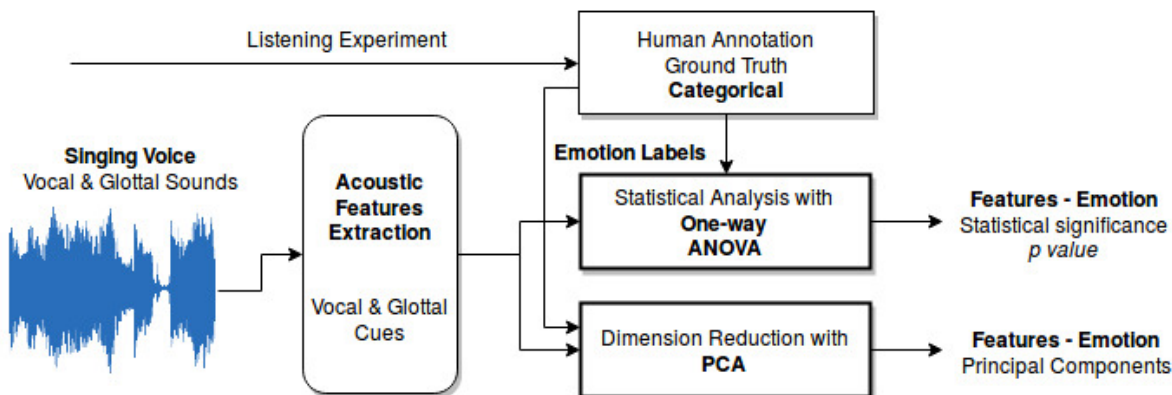 Listening Experiment
Human Annotation
Ground Truth
Categorical
Singing Voice
Vocal & Glottal Sounds
Acoustic
Features
Extraction
Vocal & Glottal
Cues
Emotion Labels
Statistical Analysis with
One-way
ANOVA
Features - Emotion
Statistical significance
p value
Dimension Reduction with
PCA
Features - Emotion
Principal Components